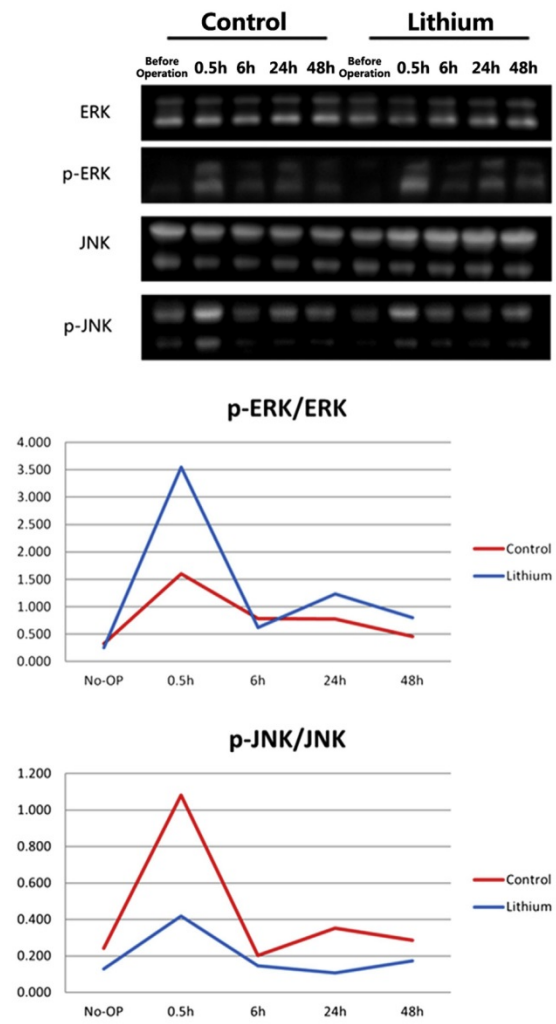 Control Lithium
Before Operation 0.5h 6h 24h 48h Before Operation 0.5h 6h 24h 48h
ERK
p-ERK
JNK
p-JNK
p-ERK/ERK
4.000
3.500
3.000
2.500
2.000
1.500
1.000
0.500
0.000
Control
Lithium
No-OP 0.5h 6h 24h 48h
p-JNK/JNK
1.200
1.000
0.800
0.600
0.400
0.200
0.000
Control
Lithium
No-OP 0.5h 6h 24h 48h